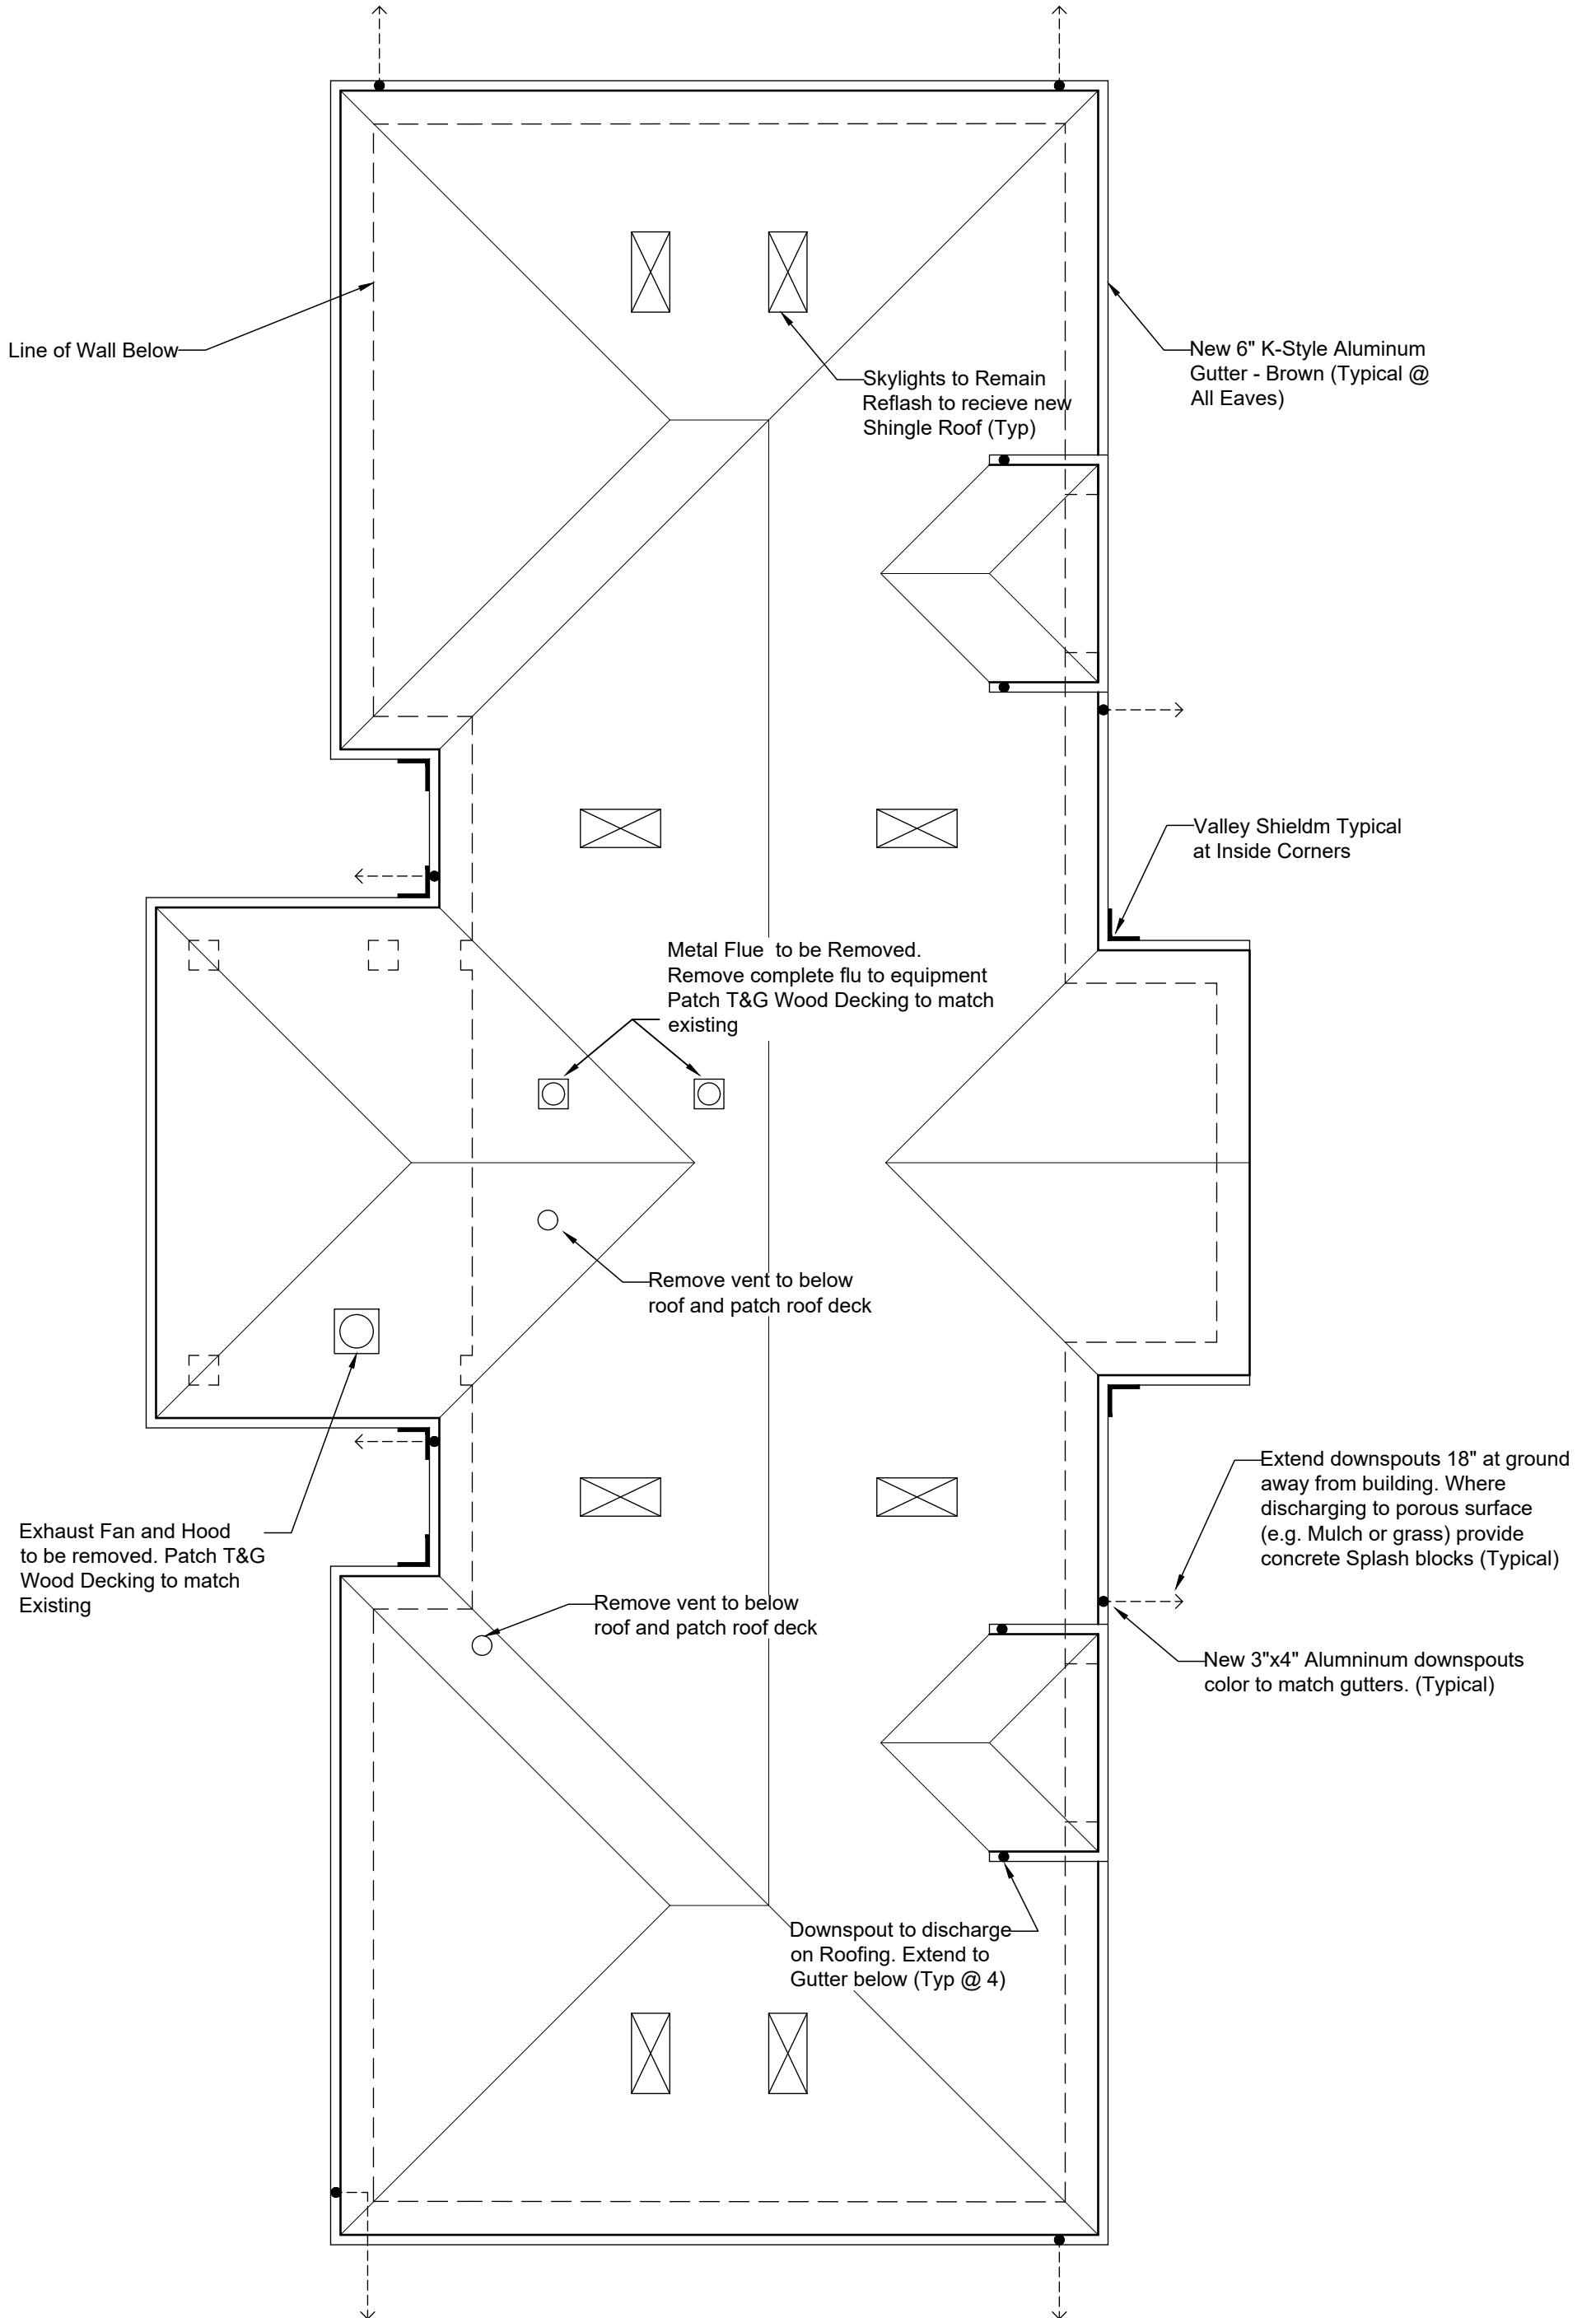 Line of Wall Below
New 6" K-Style Aluminum
Gutter - Brown (Typical @
All Eaves)
Skylights to Remain
Reflash to recieve new
Shingle Roof (Typ)
Valley Shieldm Typical
at Inside Corners
Metal Flue  to be Removed.
Remove complete flu to equipment
Patch T&G Wood Decking to match
existing
Remove vent to below
roof and patch roof deck
Extend downspouts 18" at ground
away from building. Where
discharging to porous surface
(e.g. Mulch or grass) provide
concrete Splash blocks (Typical)
Exhaust Fan and Hood
to be removed. Patch T&G
Wood Decking to match
Existing
Remove vent to below
roof and patch roof deck
New 3"x4" Alumninum downspouts
color to match gutters. (Typical)
Downspout to discharge
on Roofing. Extend to
Gutter below (Typ @ 4)